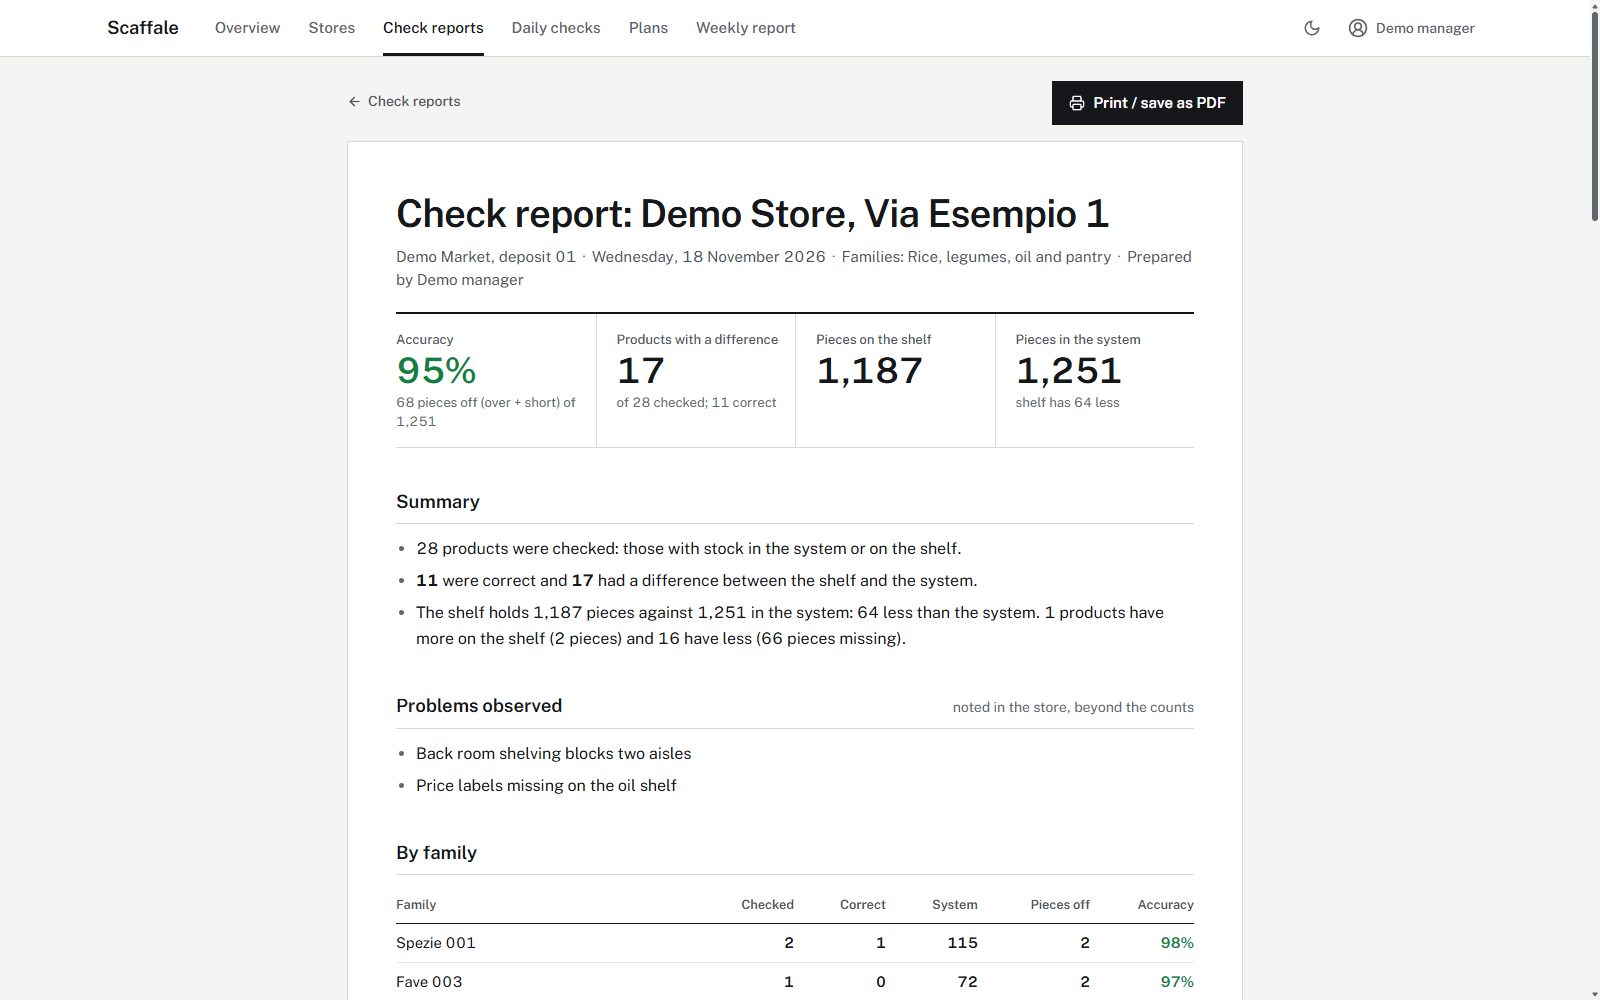 Scaffale Overview Stores Check reports Daily checks Plans Weekly report Demo manager
← Check reports Print / save as PDF
Check report: Demo Store, Via Esempio 1
Demo Market, deposit 01 · Wednesday, 18 November 2026 · Families: Rice, legumes, oil and pantry · Prepared
by Demo manager
Accuracy Products with a difference Pieces on the shelf Pieces in the system
95% 17 1,187 1,251
68 pieces off (over + short) of of 28 checked; 11 correct shelf has 64 less
1,251
Summary
• 28 products were checked: those with stock in the system or on the shelf.
• 11 were correct and 17 had a difference between the shelf and the system.
• The shelf holds 1,187 pieces against 1,251 in the system: 64 less than the system. 1 products have
more on the shelf (2 pieces) and 16 have less (66 pieces missing).
Problems observed noted in the store, beyond the counts
• Back room shelving blocks two aisles
• Price labels missing on the oil shelf
By family
Family Checked Correct System Pieces off Accuracy
Spezie 001 2 1 115 2 98%
Fave 003 1 0 72 2 97%